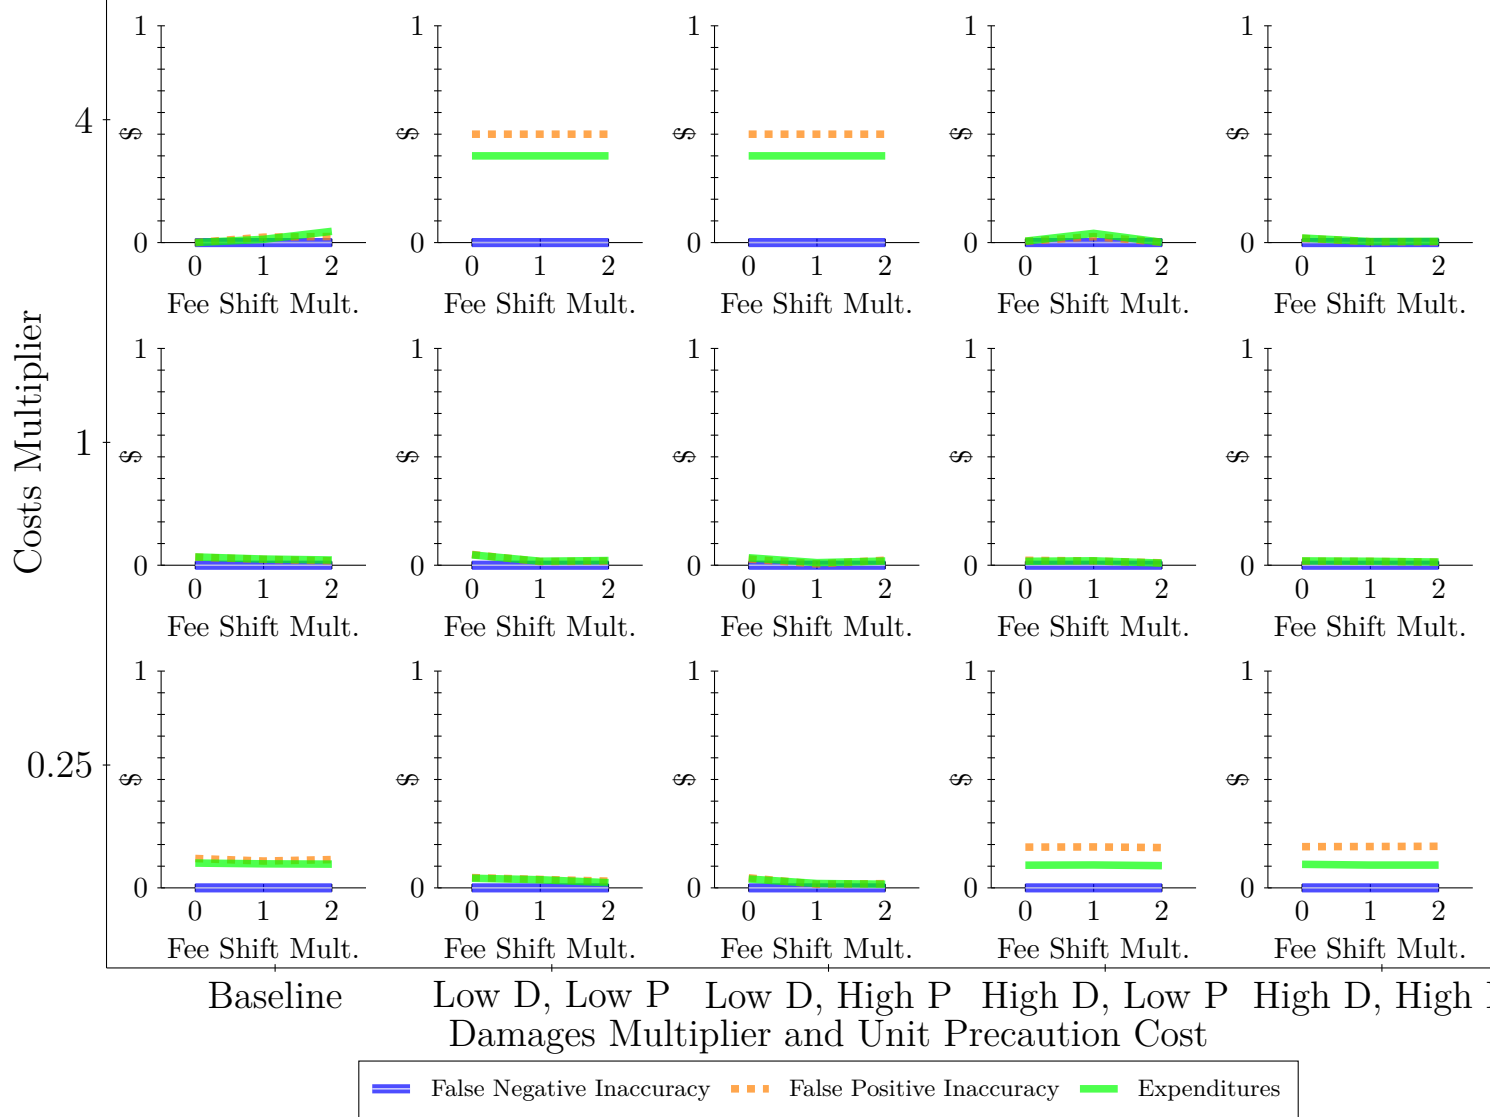 Costs Multiplier
4
1
$
0
0 1 2
Fee Shift Mult.
1
$
0
0 1 2
Fee Shift Mult.
1
$
0
0 1 2
Fee Shift Mult.
1
$
0
0 1 2
Fee Shift Mult.
1
$
0
0 1 2
Fee Shift Mult.
1
1
$
0
0 1 2
Fee Shift Mult.
1
$
0
0 1 2
Fee Shift Mult.
1
$
0
0 1 2
Fee Shift Mult.
1
$
0
0 1 2
Fee Shift Mult.
1
$
0
0 1 2
Fee Shift Mult.
0.25
1
$
0
0 1 2
Fee Shift Mult.
1
$
0
0 1 2
Fee Shift Mult.
1
$
0
0 1 2
Fee Shift Mult.
1
$
0
0 1 2
Fee Shift Mult.
1
$
0
0 1 2
Fee Shift Mult.
Baseline
Low D, Low P
Low D, High P
High D, Low P
High D, High
Damages Multiplier and Unit Precaution Cost
False Negative Inaccuracy
False Positive Inaccuracy
Expenditures